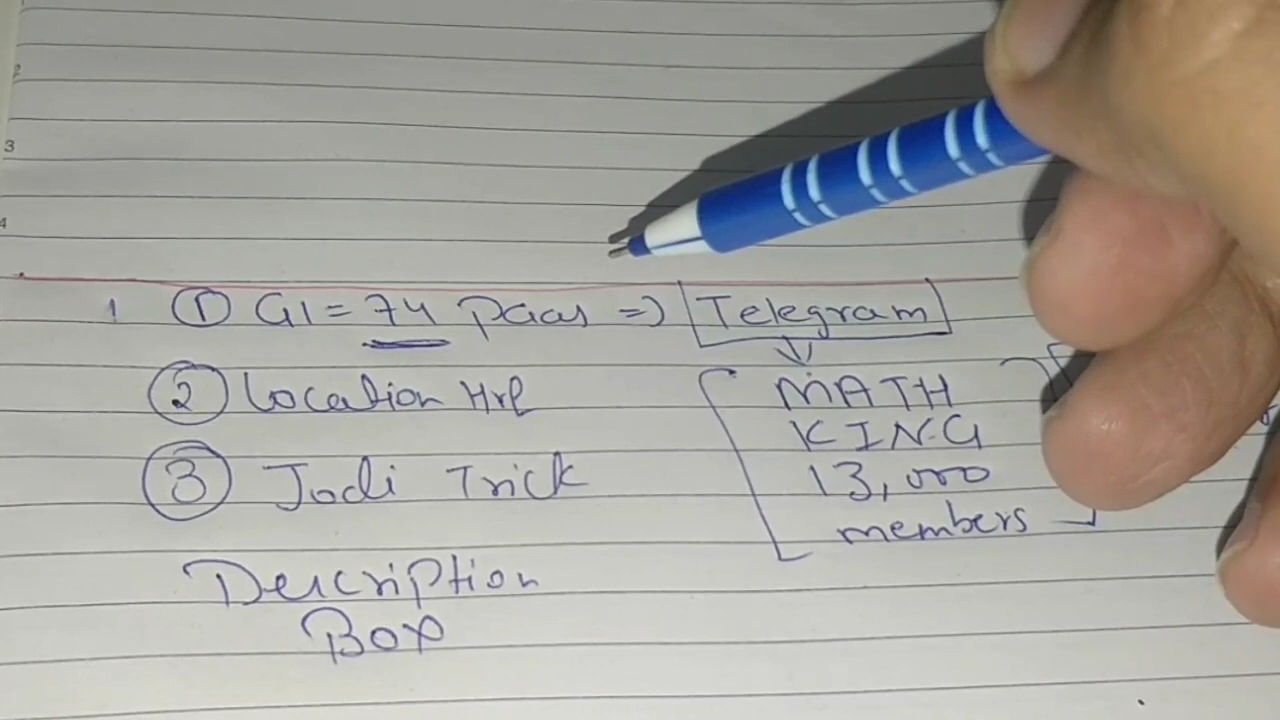 2
3
4
1 ① G1 = 74 Paas => Telegram
② Location Hrl
③ Jodi Trick
MATH
KING
13,000
members
Description
Box